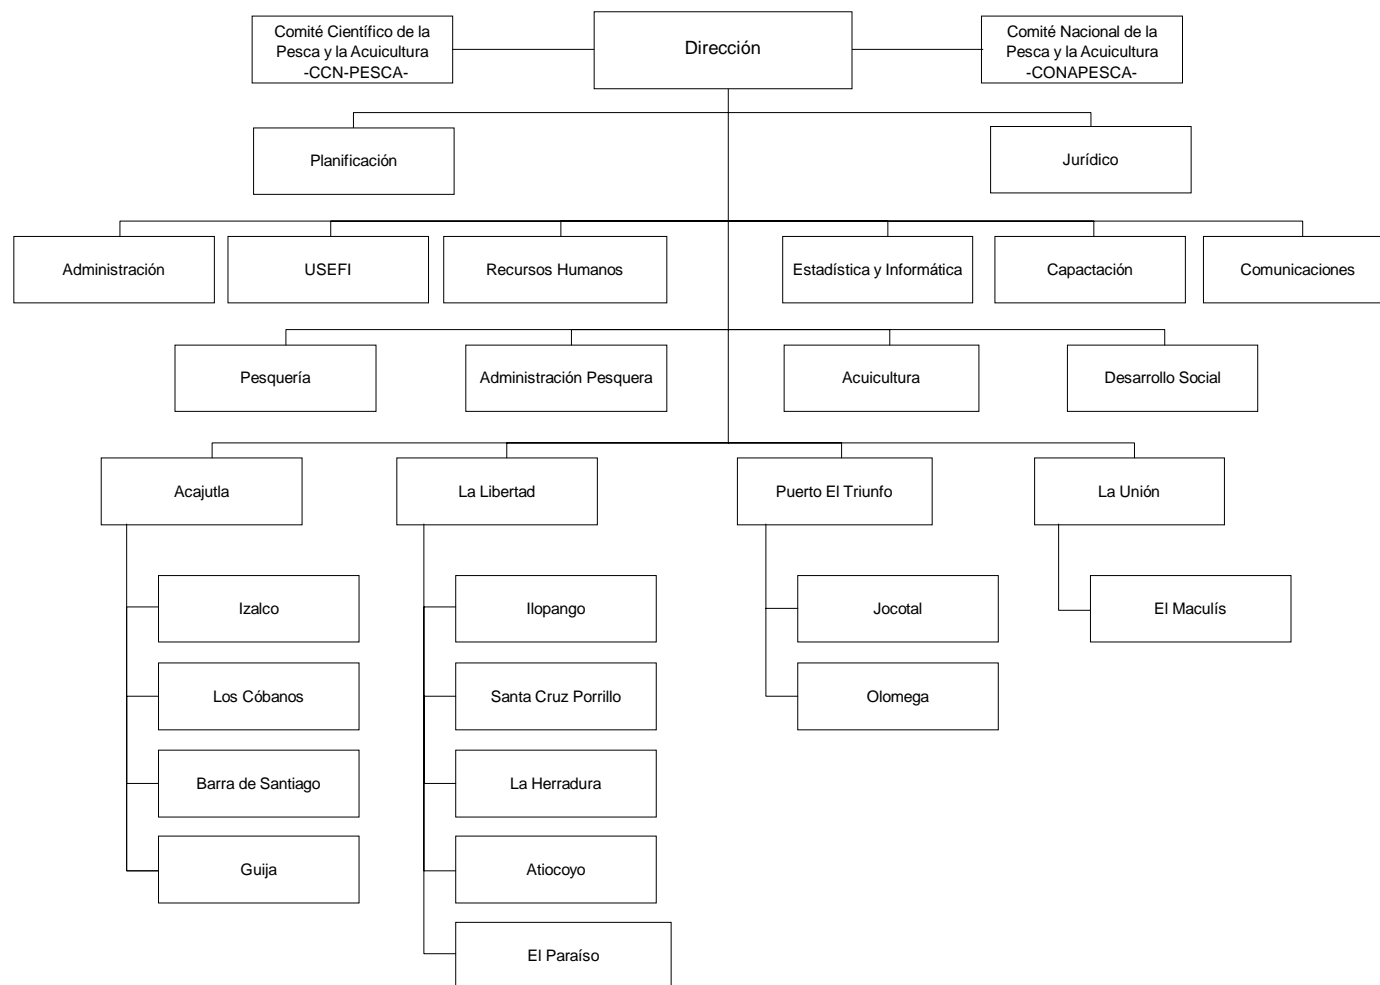 Comité Científico de la
Pesca y la Acuicultura
-CCN-PESCA-
Dirección
Comité Nacional de la
Pesca y la Acuicultura
-CONAPESCA-
Planificación
Jurídico
Administración
USEFI
Recursos Humanos
Estadística y Informática
Capactación
Comunicaciones
Pesquería
Administración Pesquera
Acuicultura
Desarrollo Social
Acajutla
La Libertad
Puerto El Triunfo
La Unión
Izalco
Ilopango
Jocotal
El Maculís
Los Cóbanos
Santa Cruz Porrillo
Olomega
Barra de Santiago
La Herradura
Guija
Atiocoyo
El Paraíso